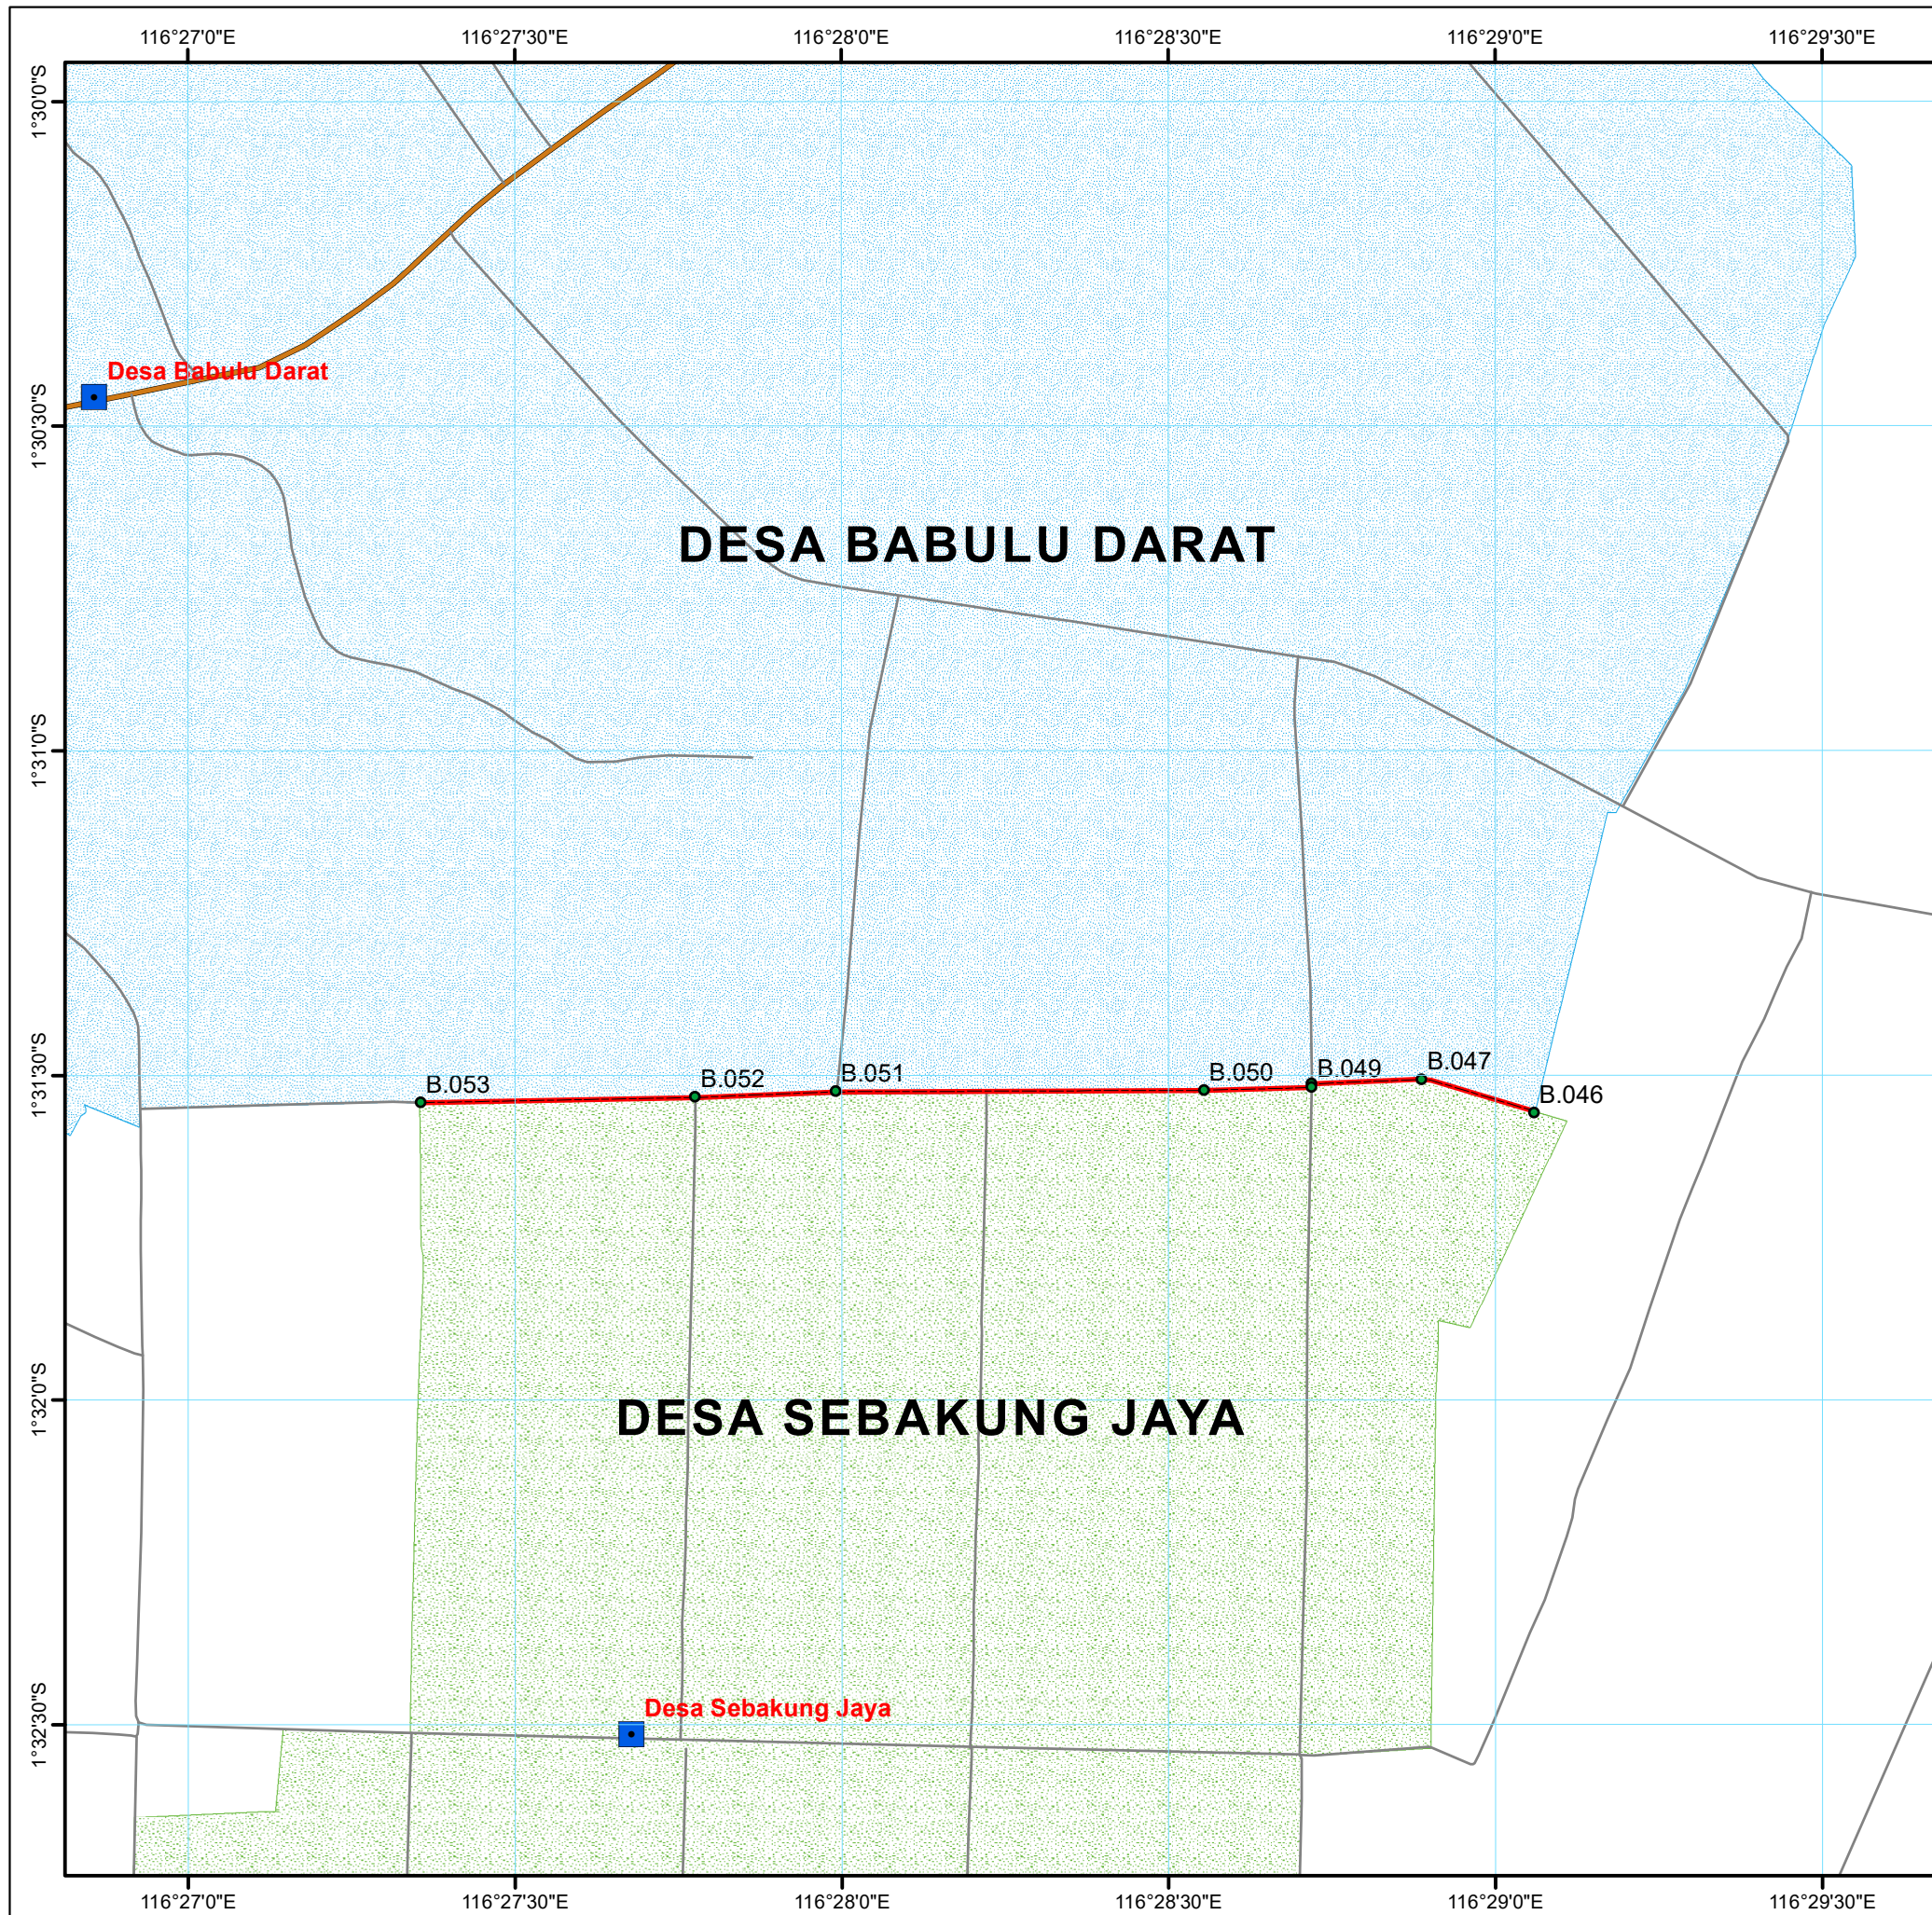 116°27'0"E 116°27'30"E 116°28'0"E 116°28'30"E 116°29'0"E 116°29'30"E
1°30'0"S
Desa Babulu Darat
1°30'30"S
DESA BABULU DARAT
1°31'0"S
1°31'30"S
B.053
B.052
B.051
B.050
B.049
B.047
B.046
1°32'0"S
DESA SEBAKUNG JAYA
Desa Sebakung Jaya
1°32'30"S
116°27'0"E 116°27'30"E 116°28'0"E 116°28'30"E 116°29'0"E 116°29'30"E